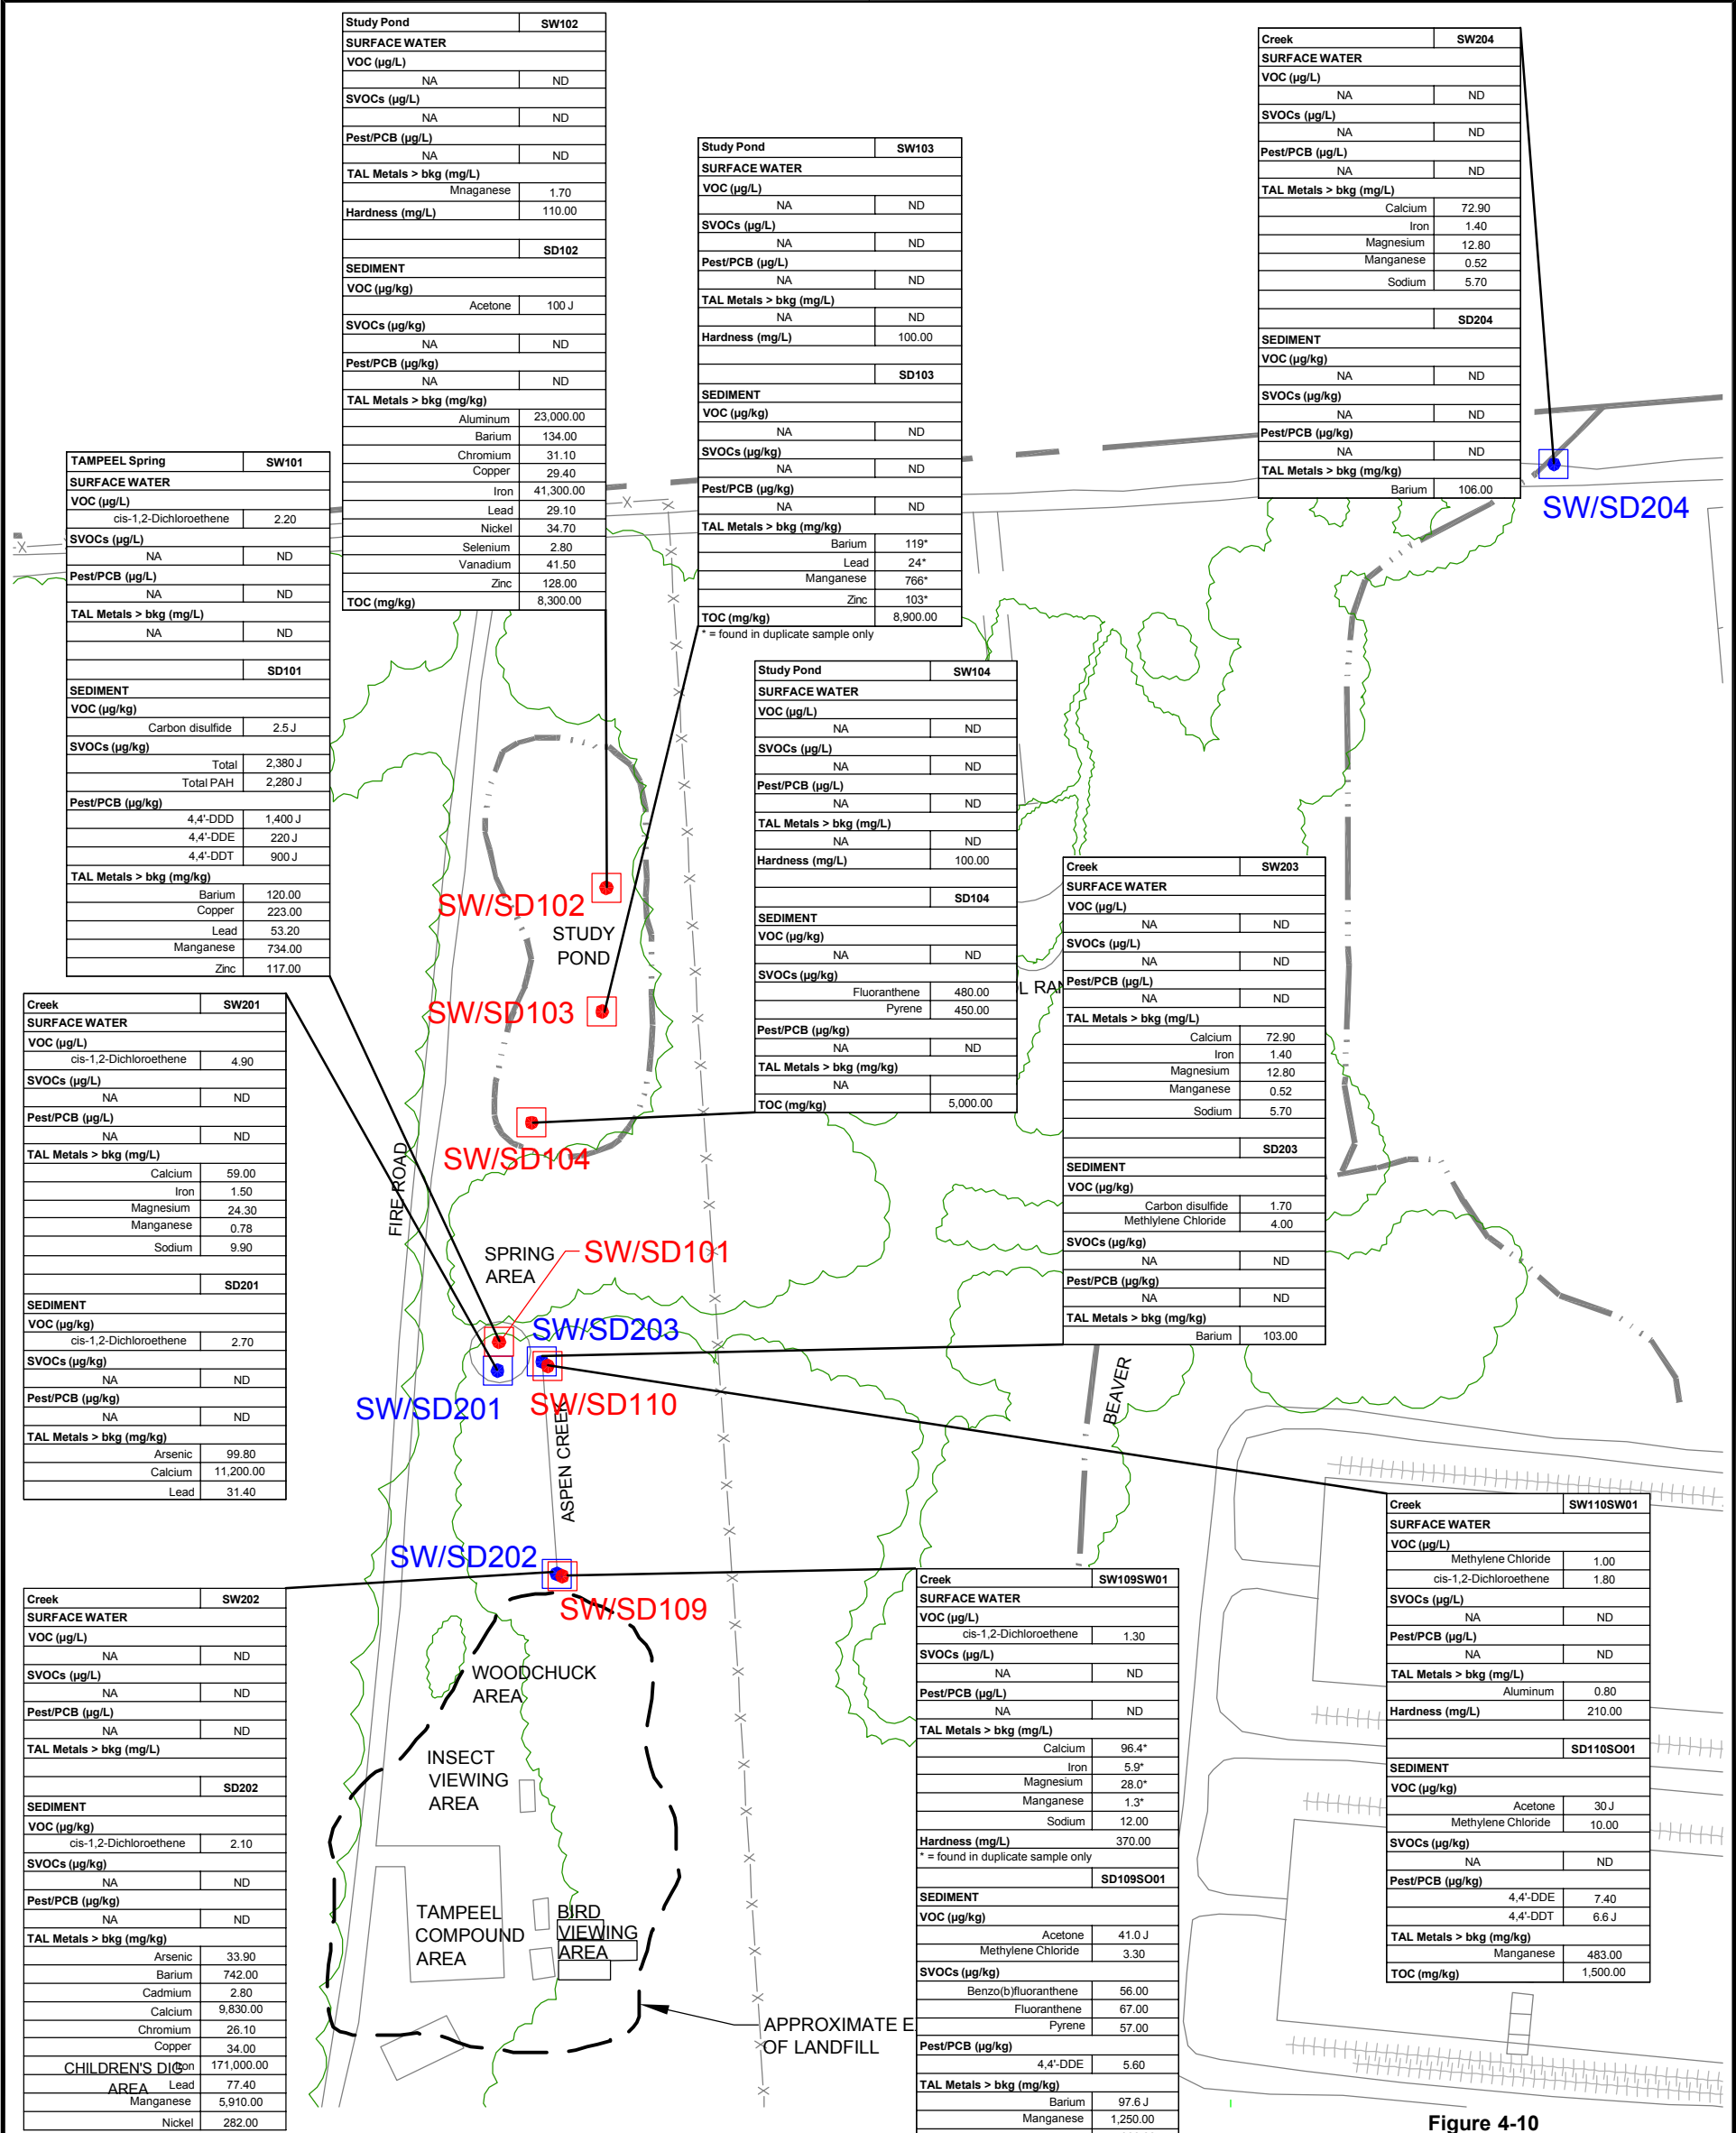 Study Pond SW102
SURFACE WATER
VOC (µg/L)
NA ND
SVOCs (µg/L)
NA ND
Pest/PCB (µg/L)
NA ND
TAL Metals > bkg (mg/L)
Mnaganese 1.70
Hardness (mg/L) 110.00
SD102
SEDIMENT
VOC (µg/kg)
Acetone 100 J
SVOCs (µg/kg)
NA ND
Pest/PCB (µg/kg)
NA ND
TAL Metals > bkg (mg/kg)
Aluminum 23,000.00
Barium 134.00
Chromium 31.10
Copper 29.40
Iron 41,300.00
Lead 29.10
Nickel 34.70
Selenium 2.80
Vanadium 41.50
Zinc 128.00
TOC (mg/kg) 8,300.00
Study Pond SW103
SURFACE WATER
VOC (µg/L)
NA ND
SVOCs (µg/L)
NA ND
Pest/PCB (µg/L)
NA ND
TAL Metals > bkg (mg/L)
NA ND
Hardness (mg/L) 100.00
SD103
SEDIMENT
VOC (µg/kg)
NA ND
SVOCs (µg/kg)
NA ND
Pest/PCB (µg/kg)
NA ND
TAL Metals > bkg (mg/kg)
Barium 119*
Lead 24*
Manganese 766*
Zinc 103*
TOC (mg/kg) 8,900.00
* = found in duplicate sample only
Creek SW204
SURFACE WATER
VOC (µg/L)
NA ND
SVOCs (µg/L)
NA ND
Pest/PCB (µg/L)
NA ND
TAL Metals > bkg (mg/L)
Calcium 72.90
Iron 1.40
Magnesium 12.80
Manganese 0.52
Sodium 5.70
SD204
SEDIMENT
VOC (µg/kg)
NA ND
SVOCs (µg/kg)
NA ND
Pest/PCB (µg/kg)
NA ND
TAL Metals > bkg (mg/kg)
Barium 106.00
SW/SD204
TAMPEEL Spring SW101
SURFACE WATER
VOC (µg/L)
cis-1,2-Dichloroethene 2.20
SVOCs (µg/L)
NA ND
Pest/PCB (µg/L)
NA ND
TAL Metals > bkg (mg/L)
NA ND
SD101
SEDIMENT
VOC (µg/kg)
Carbon disulfide 2.5 J
SVOCs (µg/kg)
Total 2,380 J
Total PAH 2,280 J
Pest/PCB (µg/kg)
4,4'-DDD 1,400 J
4,4'-DDE 220 J
4,4'-DDT 900 J
TAL Metals > bkg (mg/kg)
Barium 120.00
Copper 223.00
Lead 53.20
Manganese 734.00
Zinc 117.00
Study Pond SW104
SURFACE WATER
VOC (µg/L)
NA ND
SVOCs (µg/L)
NA ND
Pest/PCB (µg/L)
NA ND
TAL Metals > bkg (mg/L)
NA ND
Hardness (mg/L) 100.00
SD104
SEDIMENT
VOC (µg/kg)
NA ND
SVOCs (µg/kg)
Fluoranthene 480.00
Pyrene 450.00
Pest/PCB (µg/kg)
NA ND
TAL Metals > bkg (mg/kg)
NA
TOC (mg/kg) 5,000.00
SW/SD102
STUDY
POND
SW/SD103
SW/SD104
FIRE ROAD
Creek SW203
SURFACE WATER
VOC (µg/L)
NA ND
SVOCs (µg/L)
NA ND
Pest/PCB (µg/L)
NA ND
TAL Metals > bkg (mg/L)
Calcium 72.90
Iron 1.40
Magnesium 12.80
Manganese 0.52
Sodium 5.70
SD203
SEDIMENT
VOC (µg/kg)
Carbon disulfide 1.70
Methlylene Chloride 4.00
SVOCs (µg/kg)
NA ND
Pest/PCB (µg/kg)
NA ND
TAL Metals > bkg (mg/kg)
Barium 103.00
Creek SW201
SURFACE WATER
VOC (µg/L)
cis-1,2-Dichloroethene 4.90
SVOCs (µg/L)
NA ND
Pest/PCB (µg/L)
NA ND
TAL Metals > bkg (mg/L)
Calcium 59.00
Iron 1.50
Magnesium 24.30
Manganese 0.78
Sodium 9.90
SD201
SEDIMENT
VOC (µg/kg)
cis-1,2-Dichloroethene 2.70
SVOCs (µg/kg)
NA ND
Pest/PCB (µg/kg)
NA ND
TAL Metals > bkg (mg/kg)
Arsenic 99.80
Calcium 11,200.00
Lead 31.40
SPRING
AREA
SW/SD101
SW/SD203
SW/SD201
SW/SD110
ASPEN CREEK
BEAVER
SW/SD202
SW/SD109
Creek SW110SW01
SURFACE WATER
VOC (µg/L)
Methylene Chloride 1.00
cis-1,2-Dichloroethene 1.80
SVOCs (µg/L)
NA ND
Pest/PCB (µg/L)
NA ND
TAL Metals > bkg (mg/L)
Aluminum 0.80
Hardness (mg/L) 210.00
SD110SO01
SEDIMENT
VOC (µg/kg)
Acetone 30 J
Methylene Chloride 10.00
SVOCs (µg/kg)
NA ND
Pest/PCB (µg/kg)
4,4'-DDE 7.40
4,4'-DDT 6.6 J
TAL Metals > bkg (mg/kg)
Manganese 483.00
TOC (mg/kg) 1,500.00
Creek SW202
SURFACE WATER
VOC (µg/L)
NA ND
SVOCs (µg/L)
NA ND
Pest/PCB (µg/L)
NA ND
TAL Metals > bkg (mg/L)
SD202
SEDIMENT
VOC (µg/kg)
cis-1,2-Dichloroethene 2.10
SVOCs (µg/kg)
NA ND
Pest/PCB (µg/kg)
NA ND
TAL Metals > bkg (mg/kg)
Arsenic 33.90
Barium 742.00
Cadmium 2.80
Calcium 9,830.00
Chromium 26.10
Copper 34.00
Iron 171,000.00
Lead 77.40
Manganese 5,910.00
Nickel 282.00
CHILDREN'S DIG
AREA
WOODCHUCK
AREA
INSECT
VIEWING
AREA
TAMPEEL
COMPOUND
AREA
BIRD
VIEWING
AREA
APPROXIMATE E
OF LANDFILL
Creek SW109SW01
SURFACE WATER
VOC (µg/L)
cis-1,2-Dichloroethene 1.30
SVOCs (µg/L)
NA ND
Pest/PCB (µg/L)
NA ND
TAL Metals > bkg (mg/L)
Calcium 96.4*
Iron 5.9*
Magnesium 28.0*
Manganese 1.3*
Sodium 12.00
Hardness (mg/L) 370.00
* = found in duplicate sample only
SD109SO01
SEDIMENT
VOC (µg/kg)
Acetone 41.0 J
Methylene Chloride 3.30
SVOCs (µg/kg)
Benzo(b)fluoranthene 56.00
Fluoranthene 67.00
Pyrene 57.00
Pest/PCB (µg/kg)
4,4'-DDE 5.60
TAL Metals > bkg (mg/kg)
Barium 97.6 J
Manganese 1,250.00
Figure 4-10